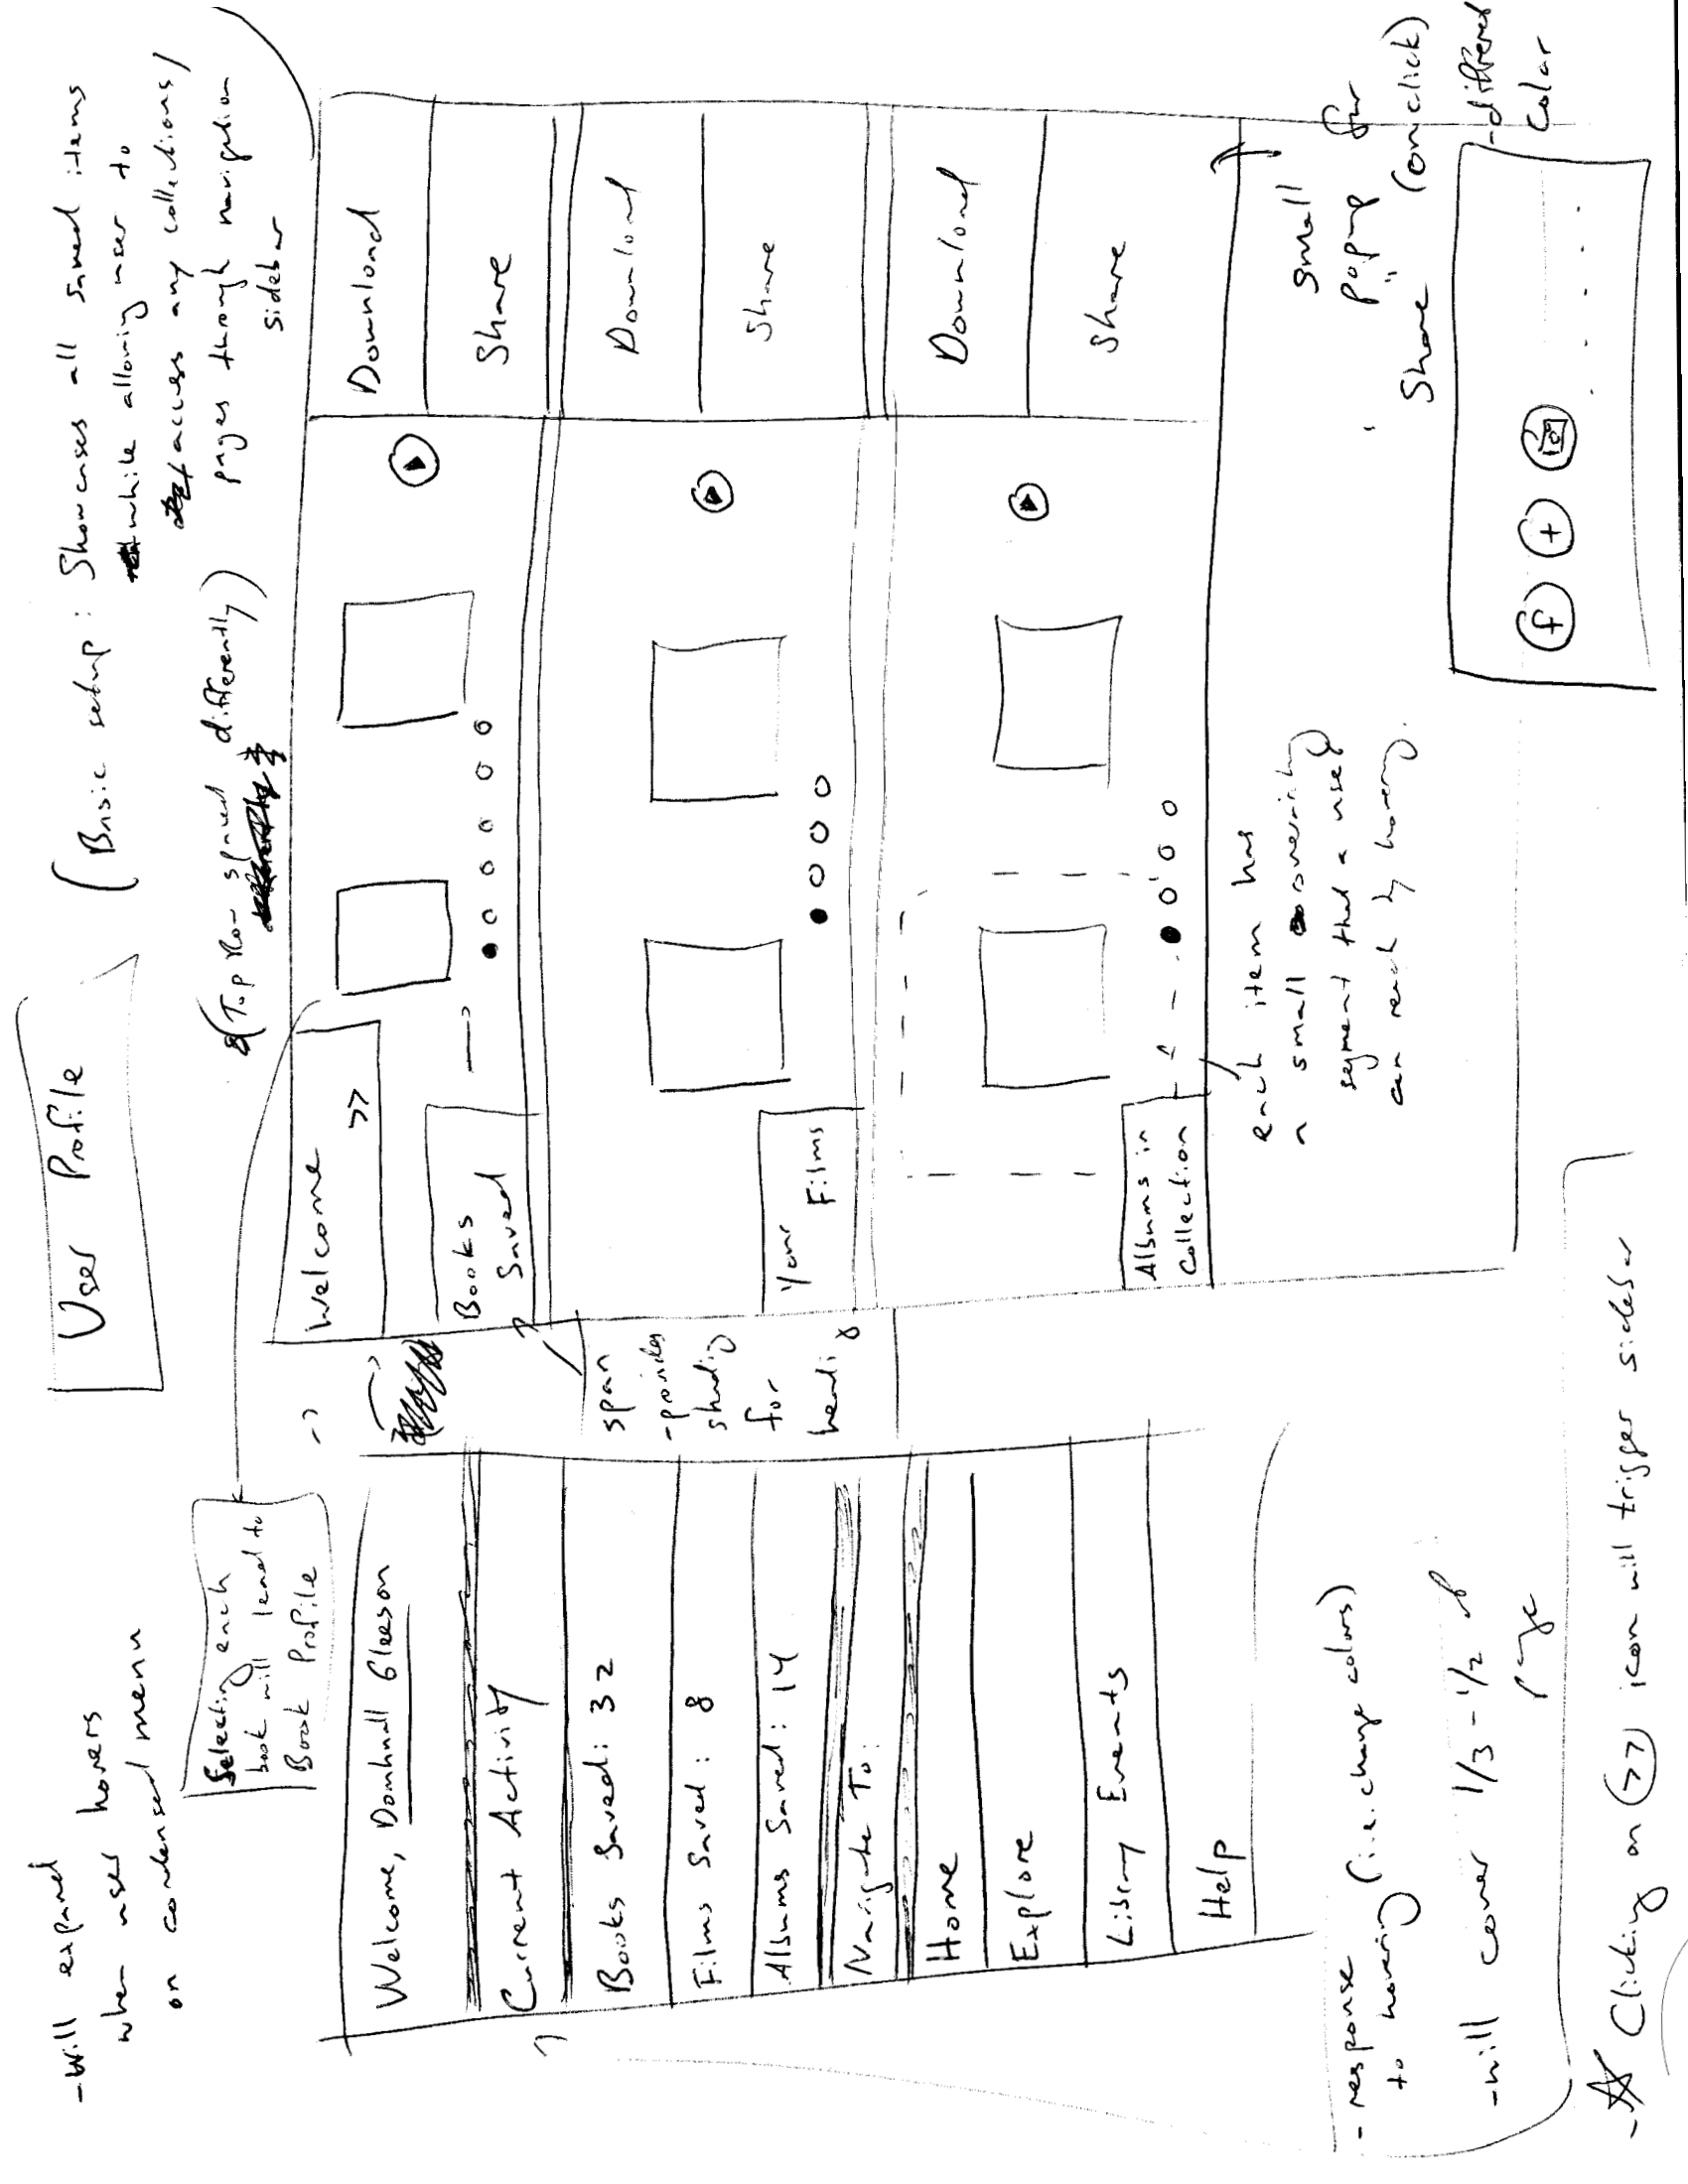 User Profile
(Basic setup: Showcases all saved items
while allowing user to
access any collections/
pages through navigation
sidebar
(Top row spaced differently)
-Will expand
when user hovers
on condensed menu
Selecting each
book will lead to
Book Profile
Welcome, Domhnall Gleeson
Current Activity
Books Saved: 32
Films Saved: 8
Albums Saved: 14
Navigate To:
Home
Explore
Library Events
Help
span
-provides
shading
for
heading
Welcome >>
Books
Saved
Download
Share
Your
Films
Download
Share
Albums in
Collection
Download
Share
each item has
a small overarching
segment that a user
can reach by hovering.
small
popup for
Share (onclick)
-different
color
f + 
- response (i.e. change colors)
to hovering
-will cover 1/3 - 1/2 of
page
- Clicking on (>>) icon will trigger sidebar